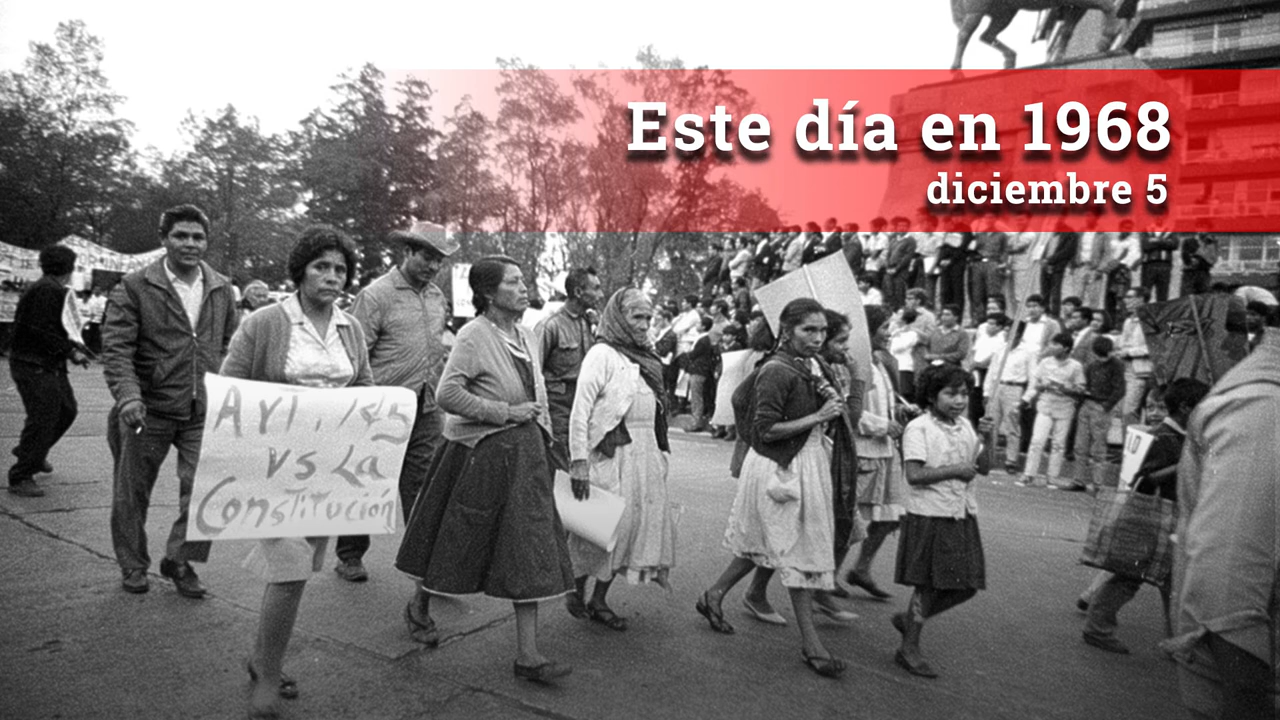 Este día en 1968
diciembre 5
Art. 145
vs La
Constitución